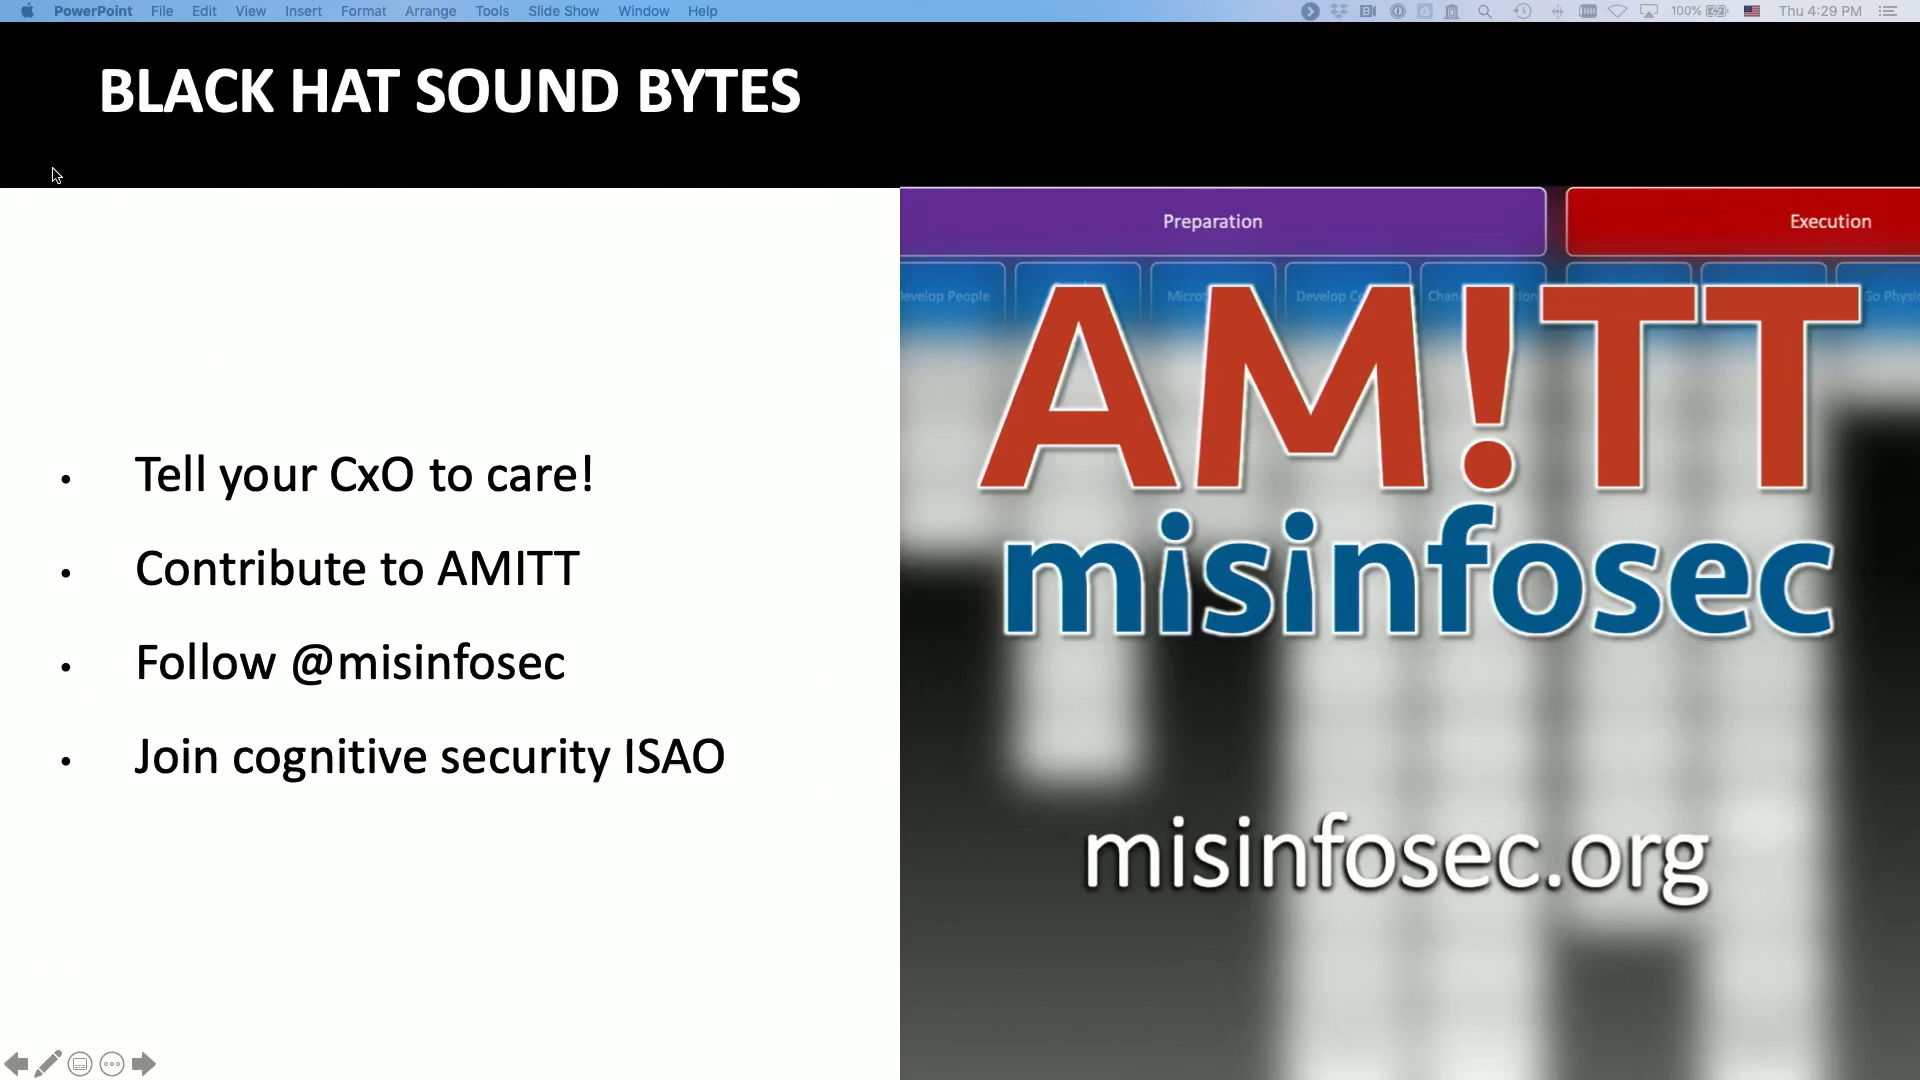 PowerPoint File Edit View Insert Format Arrange Tools Slide Show Window Help 100% Thu 4:29 PM
BLACK HAT SOUND BYTES
Preparation
Execution
Develop People
AM!TT
misinfosec
• Tell your CxO to care!
• Contribute to AMITT
• Follow @misinfosec
• Join cognitive security ISAO
misinfosec.org